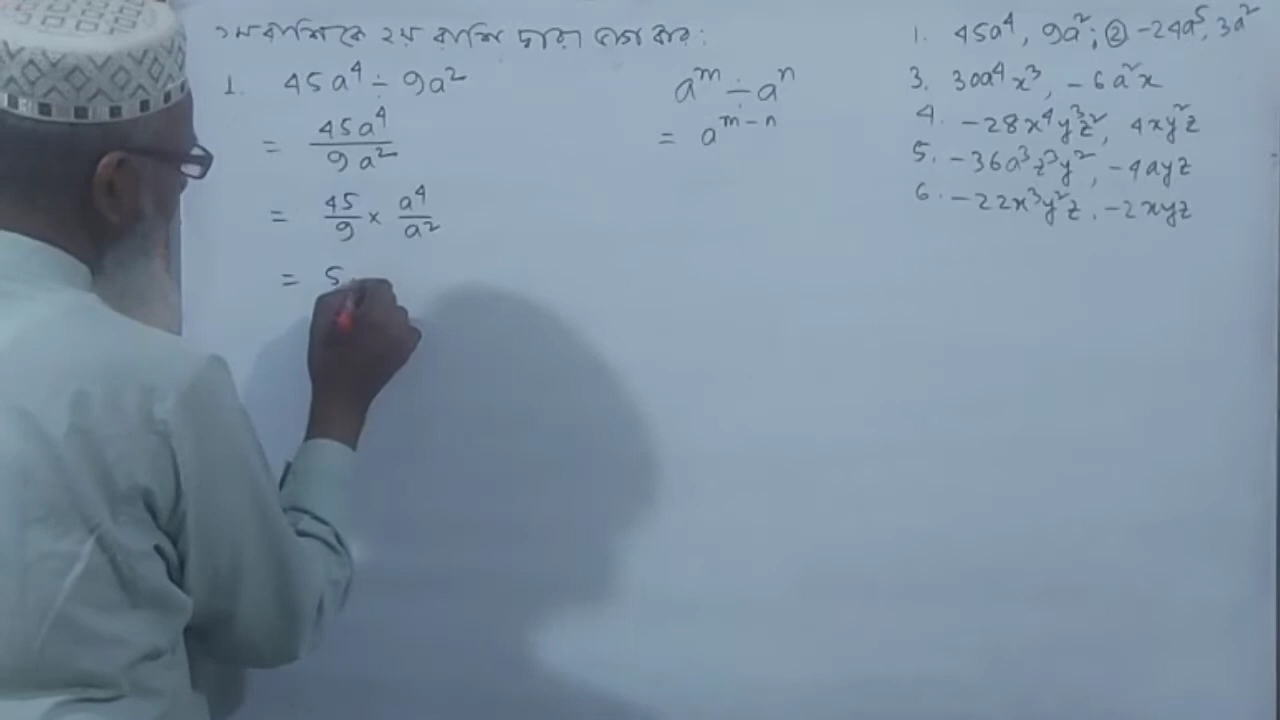 ১ম রাশিকে ২য় রাশি দ্বারা ভাগ কর:
1. 45a⁴ ÷ 9a²
= 45a⁴/9a²
= 45/9 × a⁴/a²
= 5
aᵐ ÷ aⁿ
= aᵐ⁻ⁿ
1. 45a⁴, 9a²; ② -24a⁵, 3a²
3. 30a⁴x³, -6a²x
4. -28x⁴y³z², 4xy²z
5. -36a³z³y², -4ayz
6. -22x³y²z, -2xyz